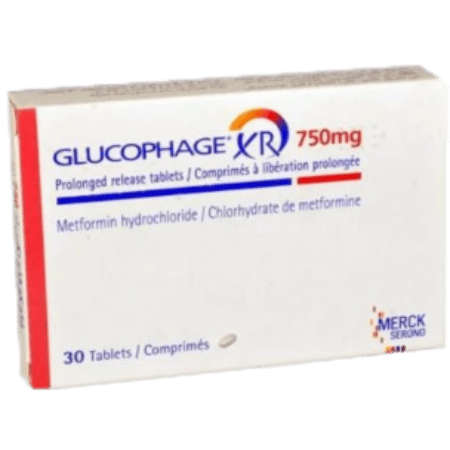 GLUCOPHAGE® XR 750mg
Prolonged release tablets / Comprimés à libération prolongée
Metformin hydrochloride / Chlorhydrate de metformine
MERCK
SERONO
30 Tablets / Comprimés